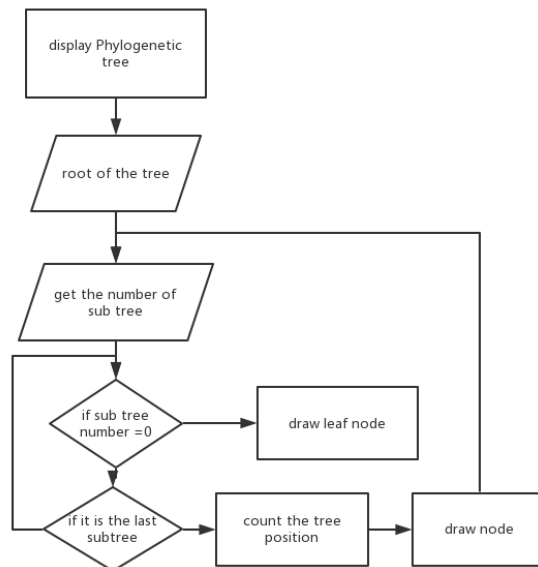 display Phylogenetic
tree
root of the tree
get the number of
sub tree
if sub tree
number =0
draw leaf node
if it is the last
subtree
count the tree
position
draw node